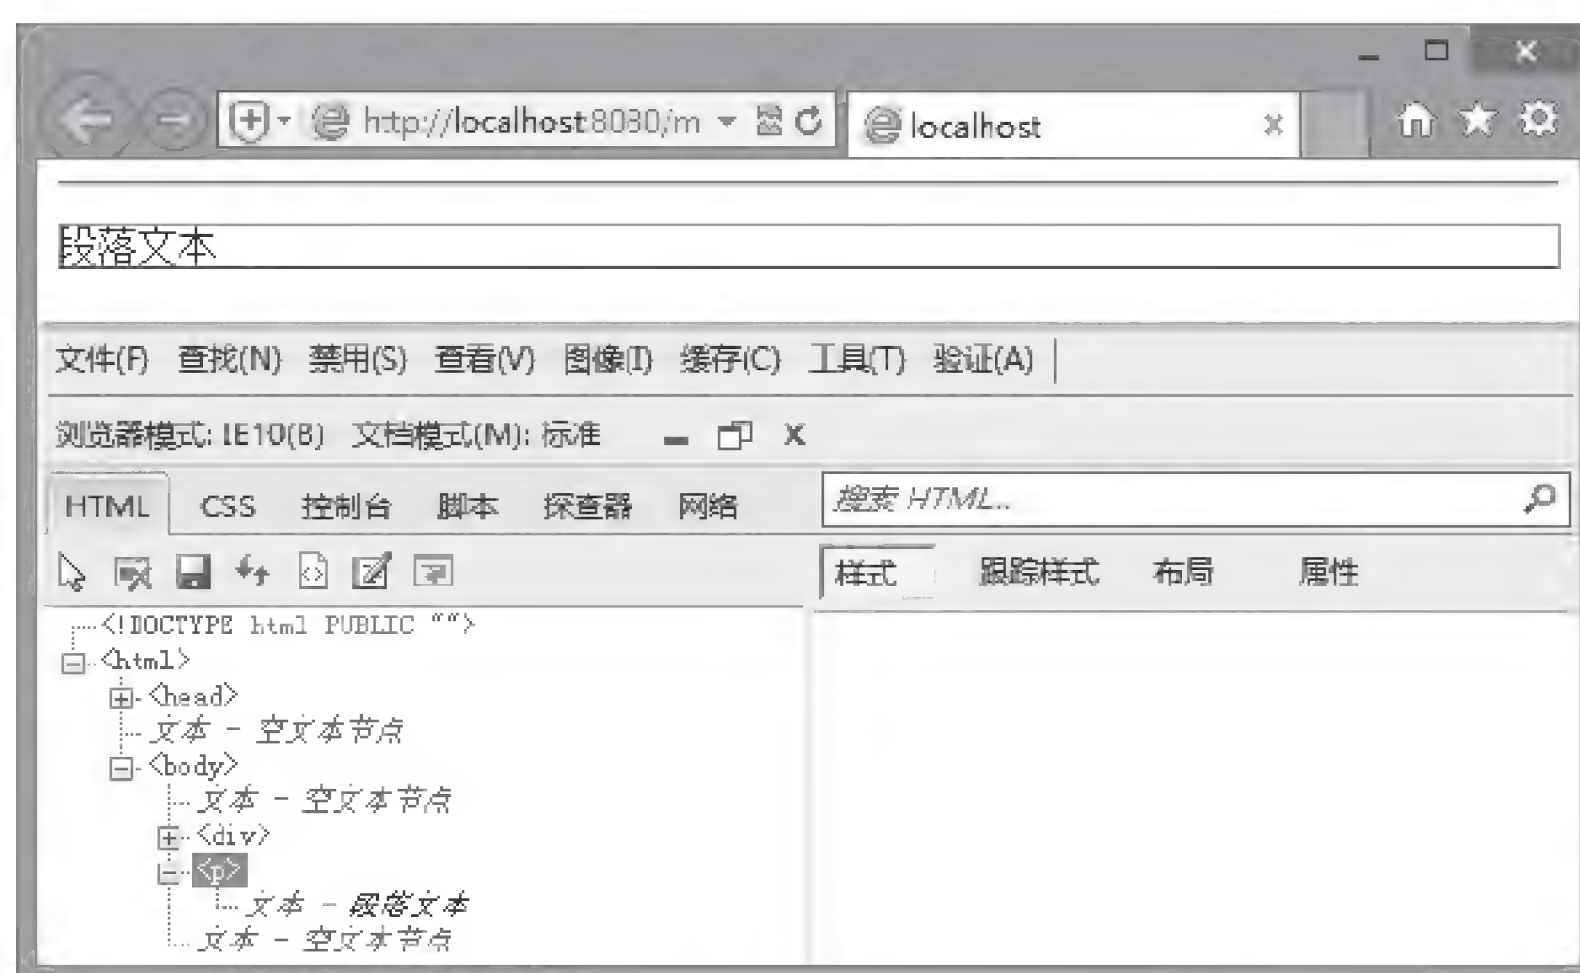 http://localhost:8080/m localhost
段落文本
文件(F) 查找(N) 禁用(S) 查看(V) 图像(I) 缓存(C) 工具(T) 验证(A)
浏览器模式: IE10(B) 文档模式(M): 标准
HTML CSS 控制台 脚本 探查器 网络 搜索 HTML...
样式 跟踪样式 布局 属性
<!DOCTYPE html PUBLIC "">
<html>
<head>
文本 - 空文本节点
<body>
文本 - 空文本节点
<div>
<p>
文本 - 段落文本
文本 - 空文本节点